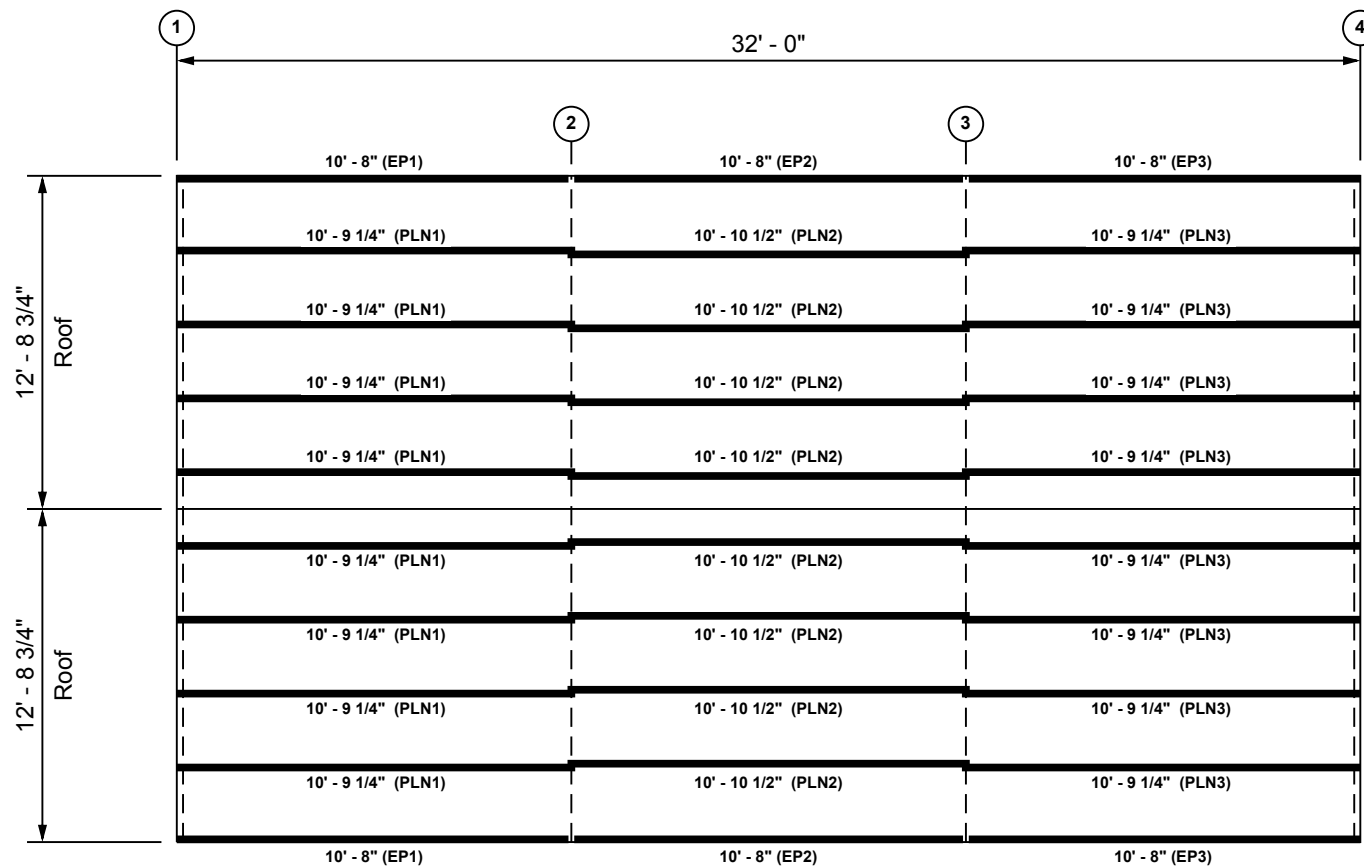 1
4
32' - 0"
2
3
10' - 8" (EP1)
10' - 8" (EP2)
10' - 8" (EP3)
10' - 9 1/4" (PLN1)
10' - 10 1/2" (PLN2)
10' - 9 1/4" (PLN3)
10' - 9 1/4" (PLN1)
10' - 10 1/2" (PLN2)
10' - 9 1/4" (PLN3)
12' - 8 3/4"
Roof
10' - 9 1/4" (PLN1)
10' - 10 1/2" (PLN2)
10' - 9 1/4" (PLN3)
10' - 9 1/4" (PLN1)
10' - 10 1/2" (PLN2)
10' - 9 1/4" (PLN3)
10' - 9 1/4" (PLN1)
10' - 10 1/2" (PLN2)
10' - 9 1/4" (PLN3)
10' - 9 1/4" (PLN1)
10' - 10 1/2" (PLN2)
10' - 9 1/4" (PLN3)
12' - 8 3/4"
Roof
10' - 9 1/4" (PLN1)
10' - 10 1/2" (PLN2)
10' - 9 1/4" (PLN3)
10' - 9 1/4" (PLN1)
10' - 10 1/2" (PLN2)
10' - 9 1/4" (PLN3)
10' - 8" (EP1)
10' - 8" (EP2)
10' - 8" (EP3)